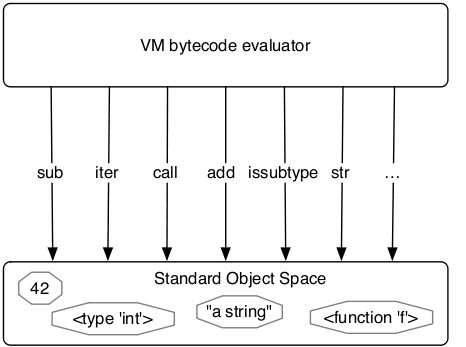 VM bytecode evaluator
sub iter call add issubtype str ...
Standard Object Space
42
<type 'int'>
"a string"
<function 'f'>